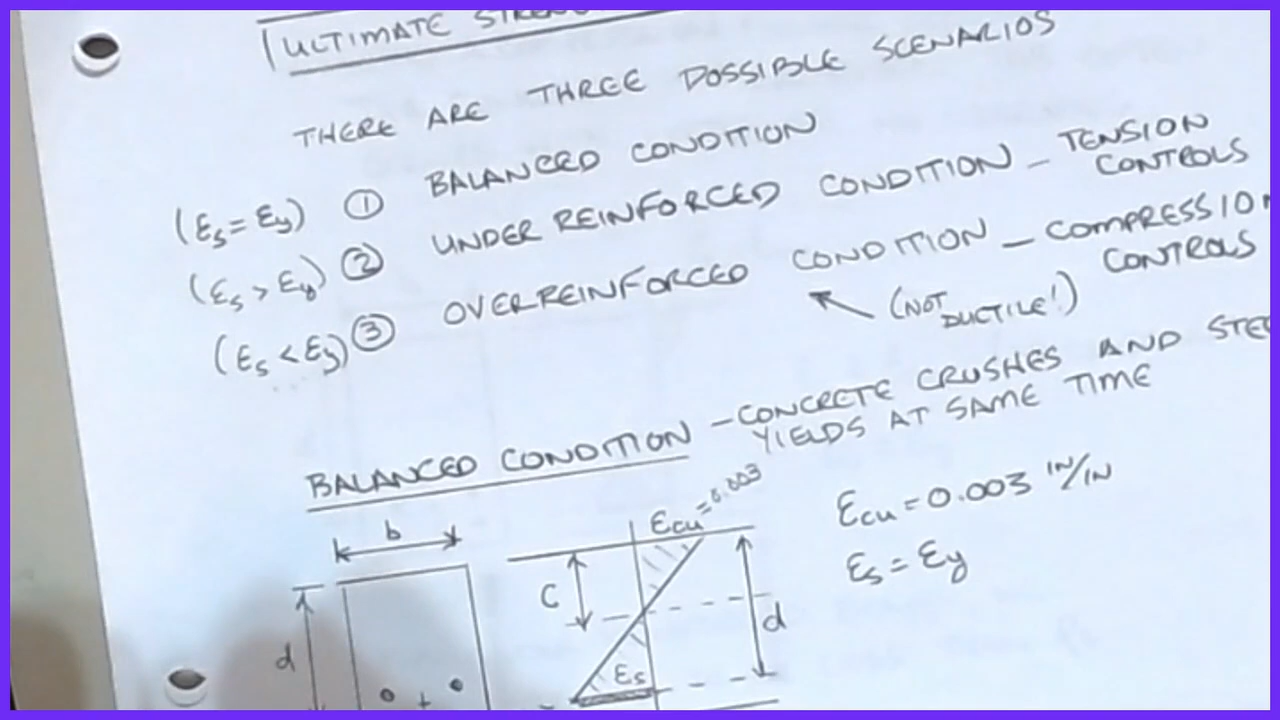 ULTIMATE
THERE ARE THREE POSSIBLE SCENARIOS
(εs = εy) ① BALANCED CONDITION
(εs > εy) ② UNDER REINFORCED CONDITION – TENSION
CONTROLS
(εs < εy) ③ OVERREINFORCED CONDITION – COMPRESSION
CONTROLS
(NOT
DUCTILE!)
BALANCED CONDITION – CONCRETE CRUSHES AND
YIELDS AT SAME TIME
b
εcu = 0.003
εcu = 0.003 IN/IN
εs = εy
c
d
d
εs